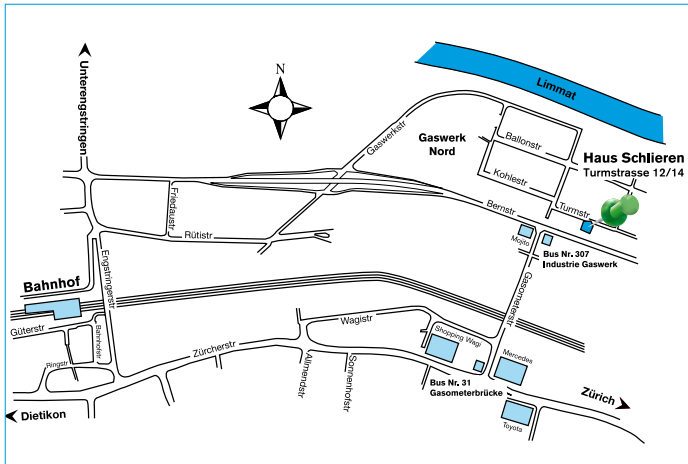 Unterengstringen
N
Limmat
Gaswerkstr
Gaswerk
Nord
Ballonstr
Haus Schlieren
Turmstrasse 12/14
Kohlestr
Friedaustr
Turmstr
Bernstr
Rütistr
Mojito
Bus Nr. 307
Industrie Gaswerk
Engstringerstr
Bahnhof
Gasometerstr
Güterstr
Bahnhofstr
Wagistr
Shopping Wagi
Zürcherstr
Ringstr
Allmendstr
Sonnenhofstr
Mercedes
Bus Nr. 31
Gasometerbrücke
Zürich
Dietikon
Toyota